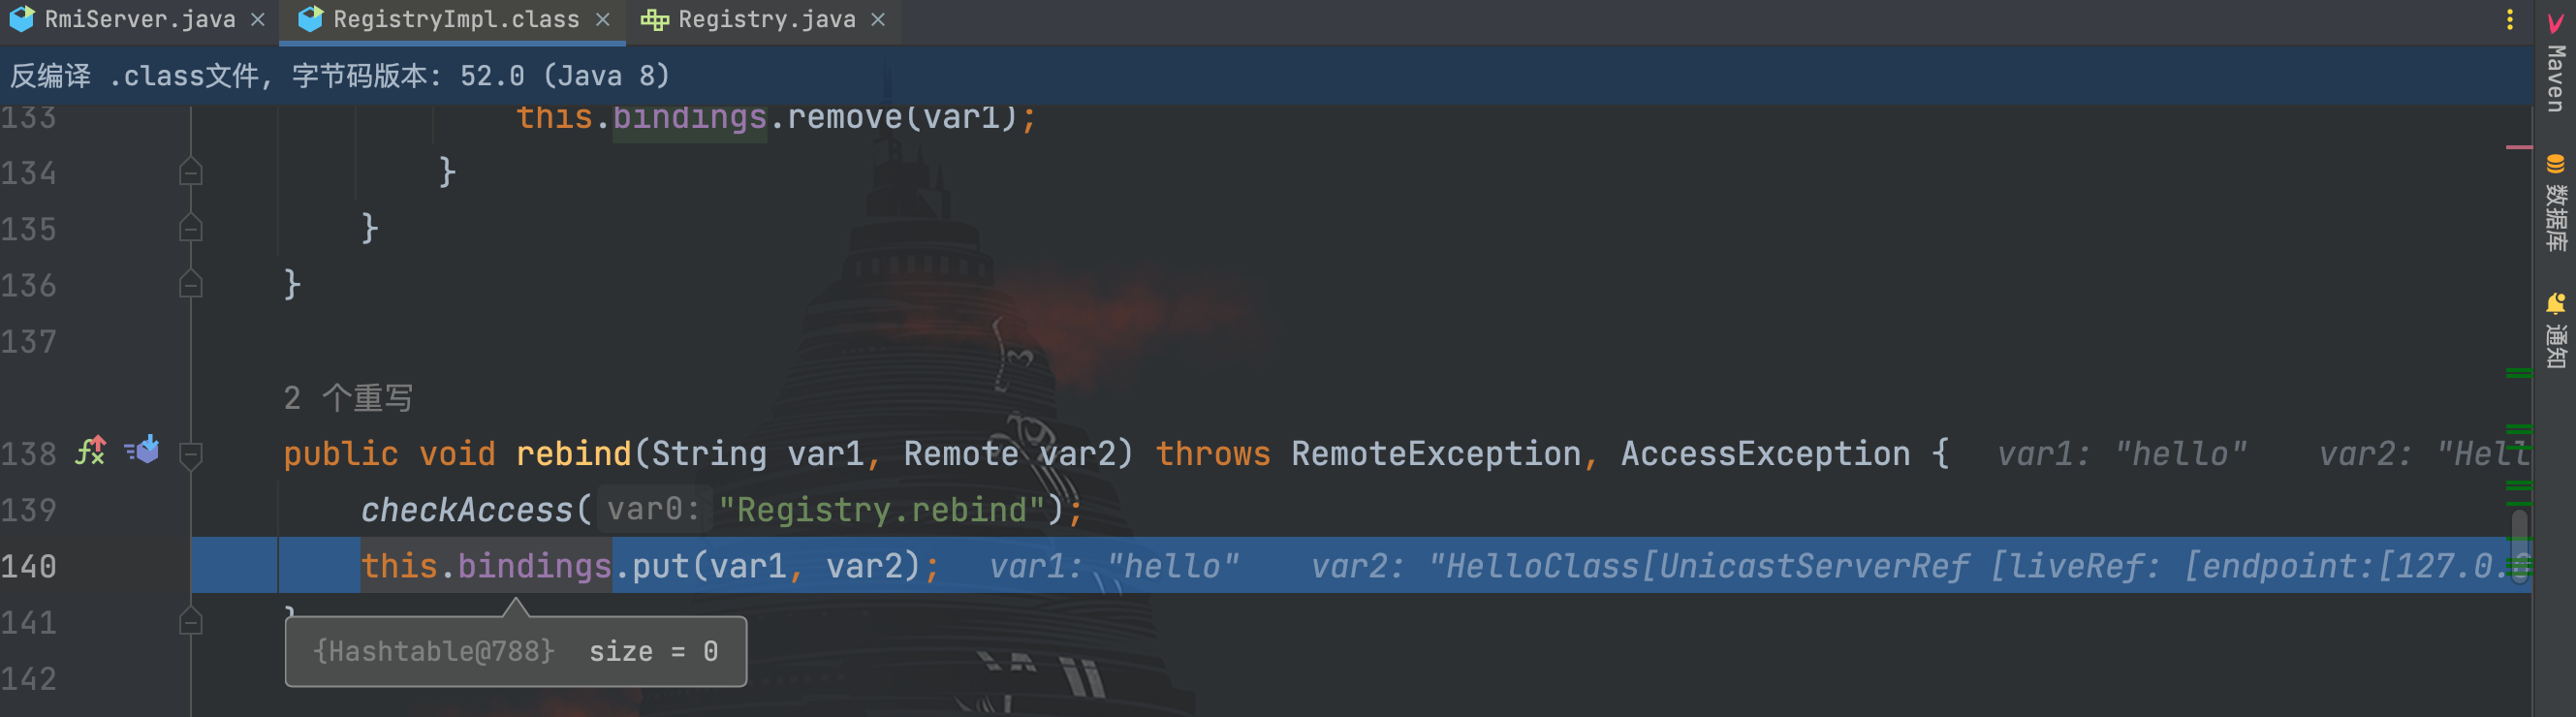 RmiServer.java RegistryImpl.class Registry.java
反编译 .class文件, 字节码版本: 52.0 (Java 8)
133 this.bindings.remove(var1);
134 }
135 }
136 }
137
2 个重写
138 public void rebind(String var1, Remote var2) throws RemoteException, AccessException { var1: "hello" var2: "Hell
139 checkAccess( var0: "Registry.rebind");
140 this.bindings.put(var1, var2); var1: "hello" var2: "HelloClass[UnicastServerRef [liveRef: [endpoint:[127.0.
141 }
{Hashtable@788} size = 0
142
Maven
数据库
通知